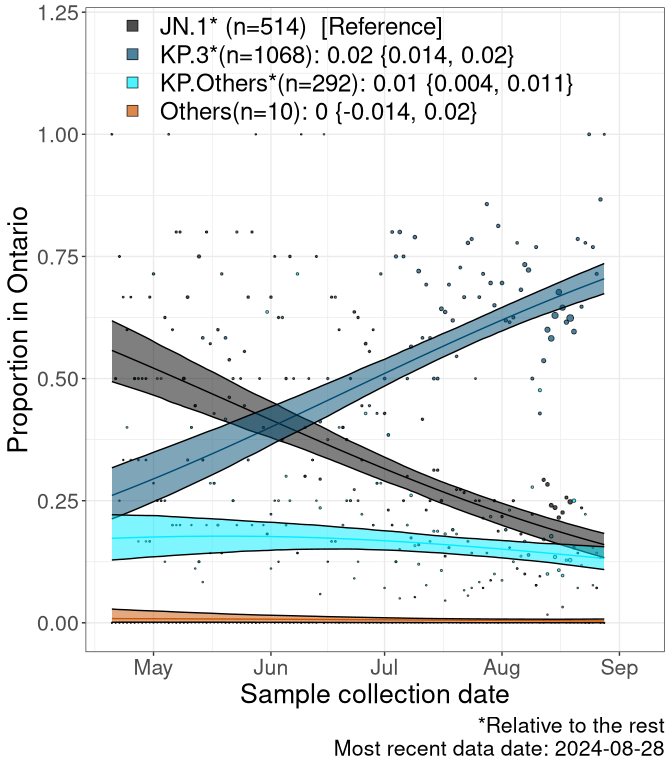 1.25
JN.1* (n=514)  [Reference]
KP.3*(n=1068): 0.02 {0.014, 0.02}
KP.Others*(n=292): 0.01 {0.004, 0.011}
Others(n=10): 0 {-0.014, 0.02}
1.00
0.75
0.50
0.25
0.00
Proportion in Ontario
May Jun Jul Aug Sep
Sample collection date
*Relative to the rest
Most recent data date: 2024-08-28